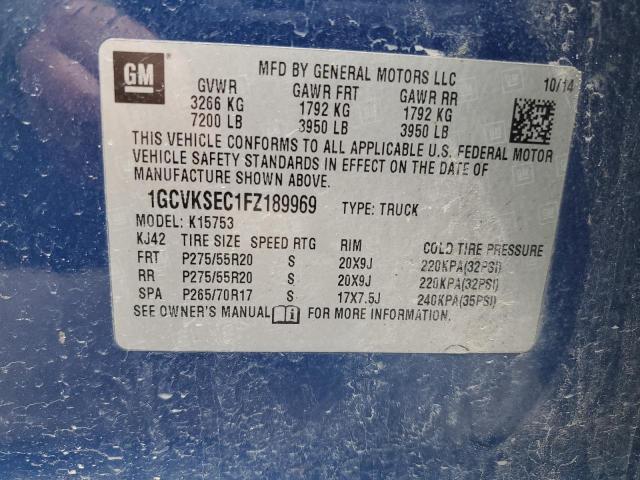 GM
MFD BY GENERAL MOTORS LLC 10/14
GVWR GAWR FRT GAWR RR
3266 KG 1792 KG 1792 KG
7200 LB 3950 LB 3950 LB
THIS VEHICLE CONFORMS TO ALL APPLICABLE U.S. FEDERAL MOTOR
VEHICLE SAFETY STANDARDS IN EFFECT ON THE DATE OF
MANUFACTURE SHOWN ABOVE.
1GCVKSEC1FZ189969 TYPE: TRUCK
MODEL: K15753
KJ42 TIRE SIZE SPEED RTG RIM COLD TIRE PRESSURE
FRT P275/55R20 S 20X9J 220KPA(32PSI)
RR P275/55R20 S 20X9J 220KPA(32PSI)
SPA P265/70R17 S 17X7.5J 240KPA(35PSI)
SEE OWNER'S MANUAL i FOR MORE INFORMATION.